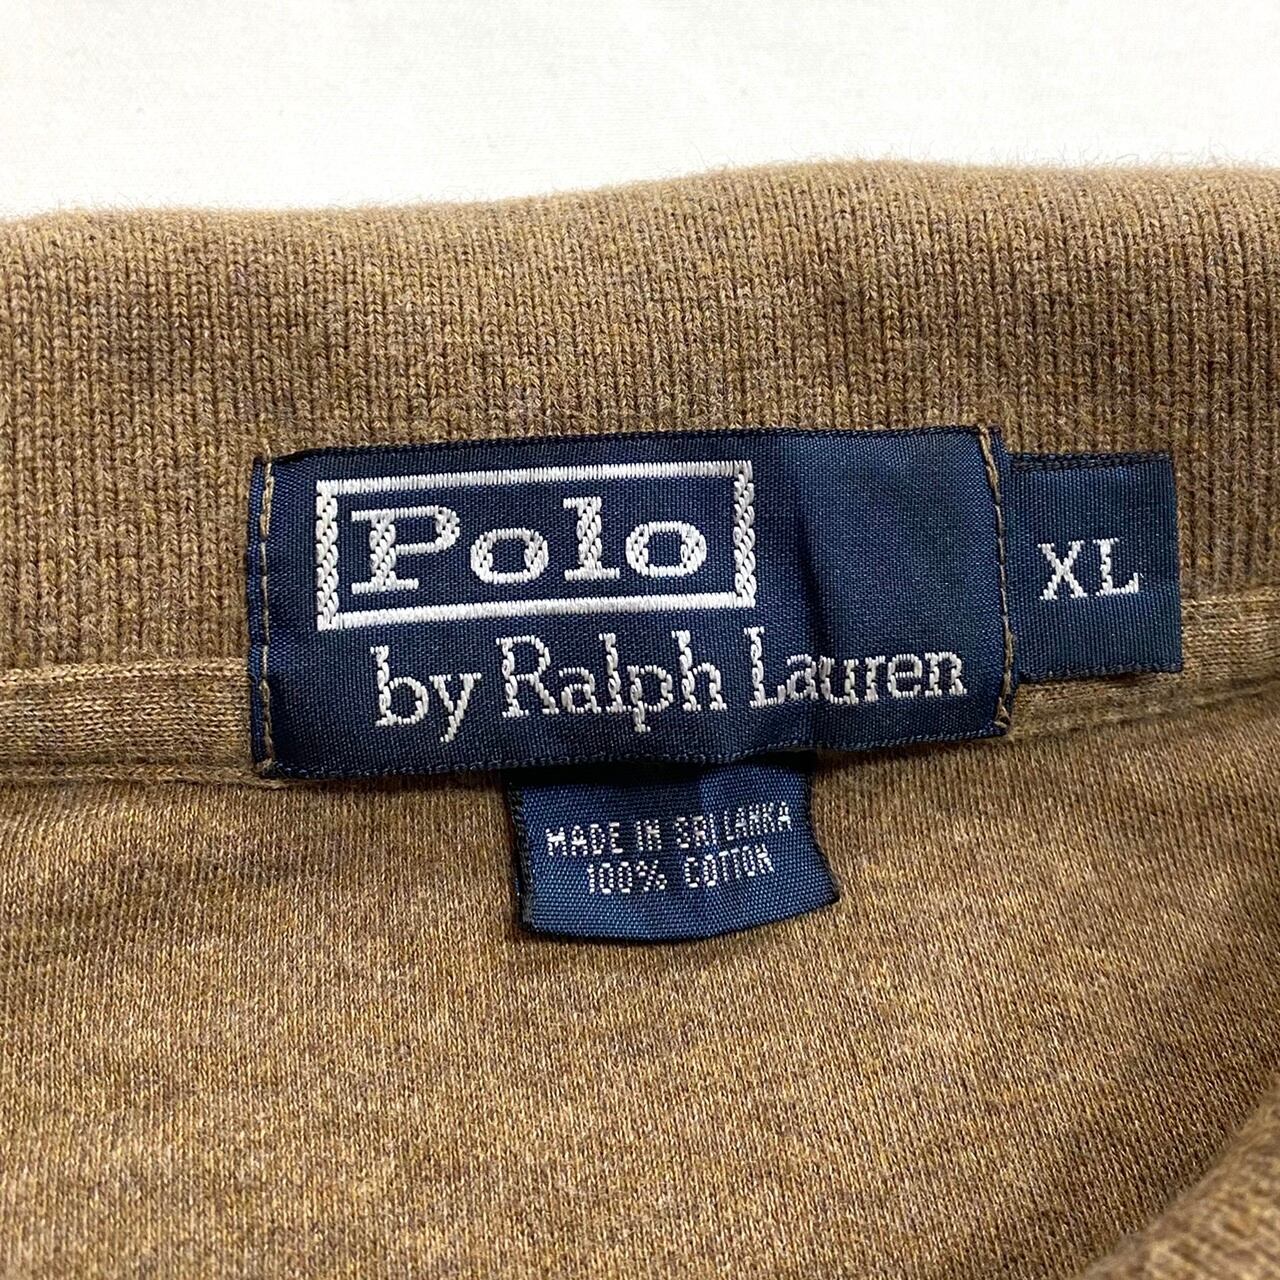 Polo
by Ralph Lauren
XL
MADE IN SRI LANKA
100% COTTON